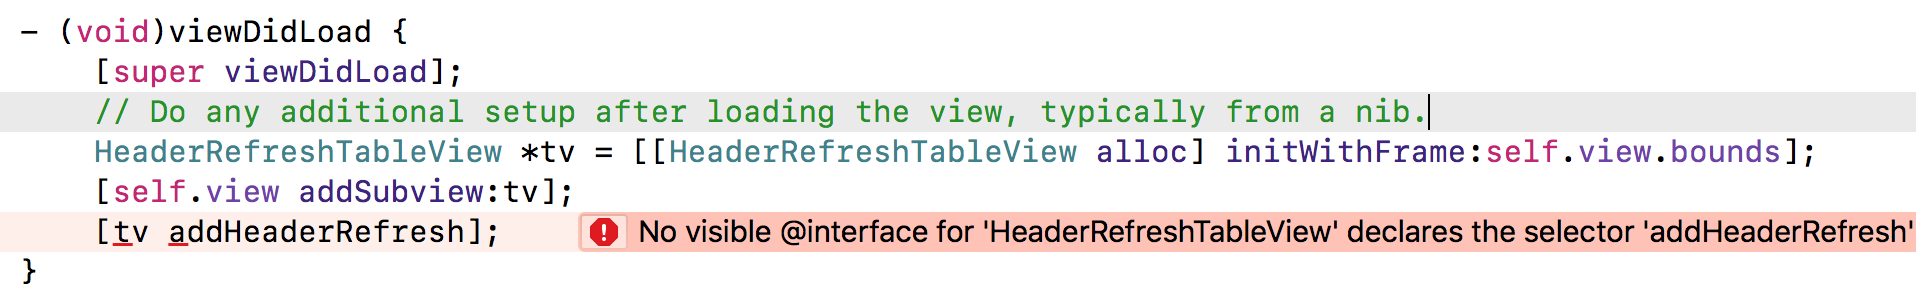 - (void)viewDidLoad {
[super viewDidLoad];
// Do any additional setup after loading the view, typically from a nib.
HeaderRefreshTableView *tv = [[HeaderRefreshTableView alloc] initWithFrame:self.view.bounds];
[self.view addSubview:tv];
[tv addHeaderRefresh]; No visible @interface for 'HeaderRefreshTableView' declares the selector 'addHeaderRefresh'
}